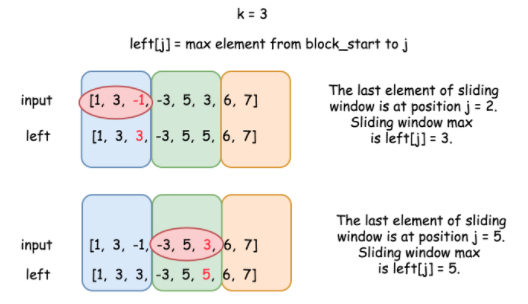 k = 3
left[j] = max element from block_start to j
input [1, 3, -1, -3, 5, 3, 6, 7]
left [1, 3, 3, -3, 5, 5, 6, 7]
The last element of sliding
window is at position j = 2.
Sliding window max
is left[j] = 3.
input [1, 3, -1, -3, 5, 3, 6, 7]
left [1, 3, 3, -3, 5, 5, 6, 7]
The last element of sliding
window is at position j = 5.
Sliding window max
is left[j] = 5.